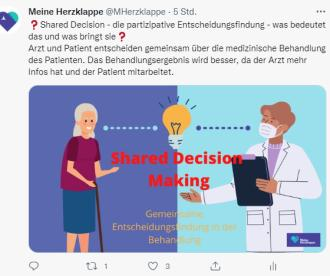 Meine Herzklappe @MHerzklappe · 5 Std.
❓Shared Decision - die partizipative Entscheidungsfindung - was bedeutet
das und was bringt sie❓
Arzt und Patient entscheiden gemeinsam über die medizinische Behandlung
des Patienten. Das Behandlungsergebnis wird besser, da der Arzt mehr
Infos hat und der Patient mitarbeitet.
Shared Decision
Making
Gemeinsame
Entscheidungsfindung in der
Behandlung
Meine
Herzklappe
1
3